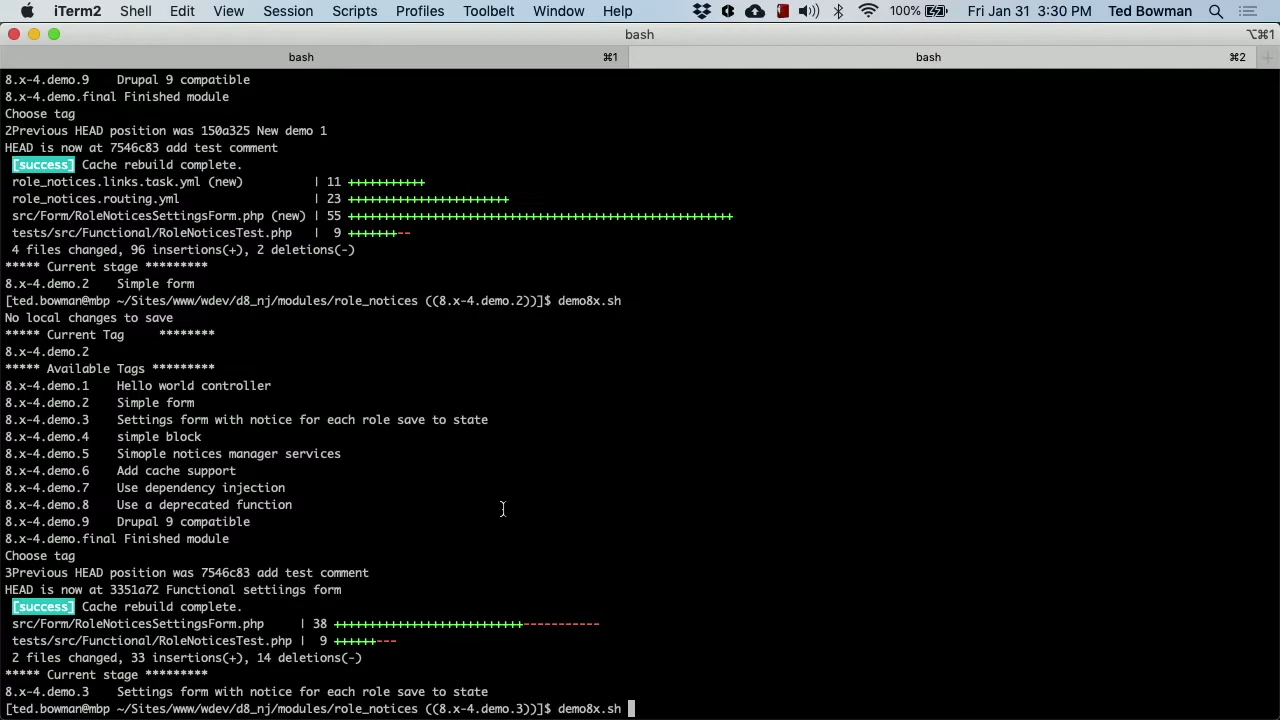 iTerm2 Shell Edit View Session Scripts Profiles Toolbelt Window Help 100% Fri Jan 31 3:30 PM Ted Bowman
bash ⌥⌘1
bash ⌘1 bash ⌘2
8.x-4.demo.9    Drupal 9 compatible
8.x-4.demo.final Finished module
Choose tag
2Previous HEAD position was 150a325 New demo 1
HEAD is now at 7546c83 add test comment
[success] Cache rebuild complete.
role_notices.links.task.yml (new)          | 11 +++++++++++
role_notices.routing.yml                   | 23 +++++++++++++++++++++++
src/Form/RoleNoticesSettingsForm.php (new) | 55 +++++++++++++++++++++++++++++++++++++++++++++++++++++++
tests/src/Functional/RoleNoticesTest.php   |  9 +++++++--
4 files changed, 96 insertions(+), 2 deletions(-)
***** Current stage *********
8.x-4.demo.2    Simple form
[ted.bowman@mbp ~/Sites/www/wdev/d8_nj/modules/role_notices ((8.x-4.demo.2))]$ demo8x.sh
No local changes to save
***** Current Tag     ********
8.x-4.demo.2
***** Available Tags *********
8.x-4.demo.1    Hello world controller
8.x-4.demo.2    Simple form
8.x-4.demo.3    Settings form with notice for each role save to state
8.x-4.demo.4    simple block
8.x-4.demo.5    Simople notices manager services
8.x-4.demo.6    Add cache support
8.x-4.demo.7    Use dependency injection
8.x-4.demo.8    Use a deprecated function
8.x-4.demo.9    Drupal 9 compatible
8.x-4.demo.final Finished module
Choose tag
3Previous HEAD position was 7546c83 add test comment
HEAD is now at 3351a72 Functional settiings form
[success] Cache rebuild complete.
src/Form/RoleNoticesSettingsForm.php     | 38 ++++++++++++++++++++++++++-----------
tests/src/Functional/RoleNoticesTest.php |  9 ++++++---
2 files changed, 33 insertions(+), 14 deletions(-)
***** Current stage *********
8.x-4.demo.3    Settings form with notice for each role save to state
[ted.bowman@mbp ~/Sites/www/wdev/d8_nj/modules/role_notices ((8.x-4.demo.3))]$ demo8x.sh